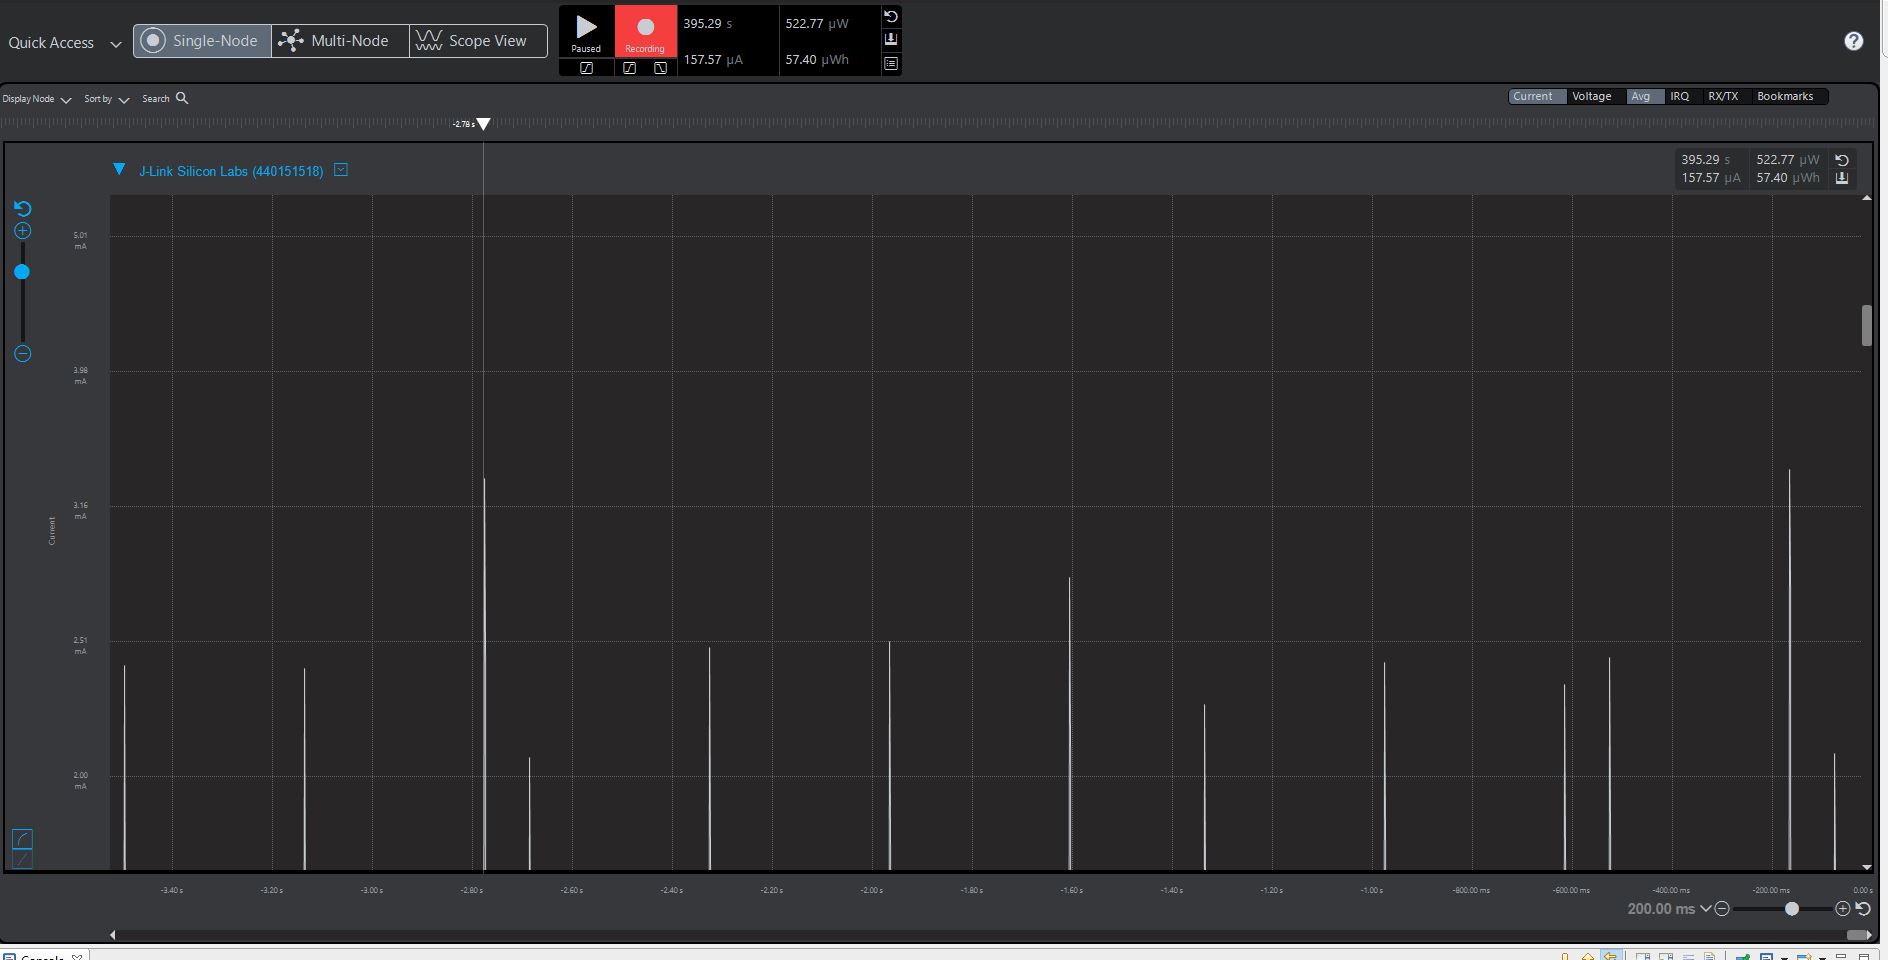 Quick Access
Single-Node
Multi-Node
Scope View
Paused
Recording
395.29 s
522.77 µW
157.57 µA
57.40 µWh
Display Node
Sort by
Search
Current
Voltage
Avg
IRQ
RX/TX
Bookmarks
-2.78 s
J-Link Silicon Labs (440151518)
395.29 s
522.77 µW
157.57 µA
57.40 µWh
5.01
mA
3.98
mA
3.16
mA
Current
2.51
mA
2.00
mA
-3.40 s
-3.20 s
-3.00 s
-2.80 s
-2.60 s
-2.40 s
-2.20 s
-2.00 s
-1.80 s
-1.60 s
-1.40 s
-1.20 s
-1.00 s
-800.00 ms
-600.00 ms
-400.00 ms
-200.00 ms
0.00 s
200.00 ms
Console